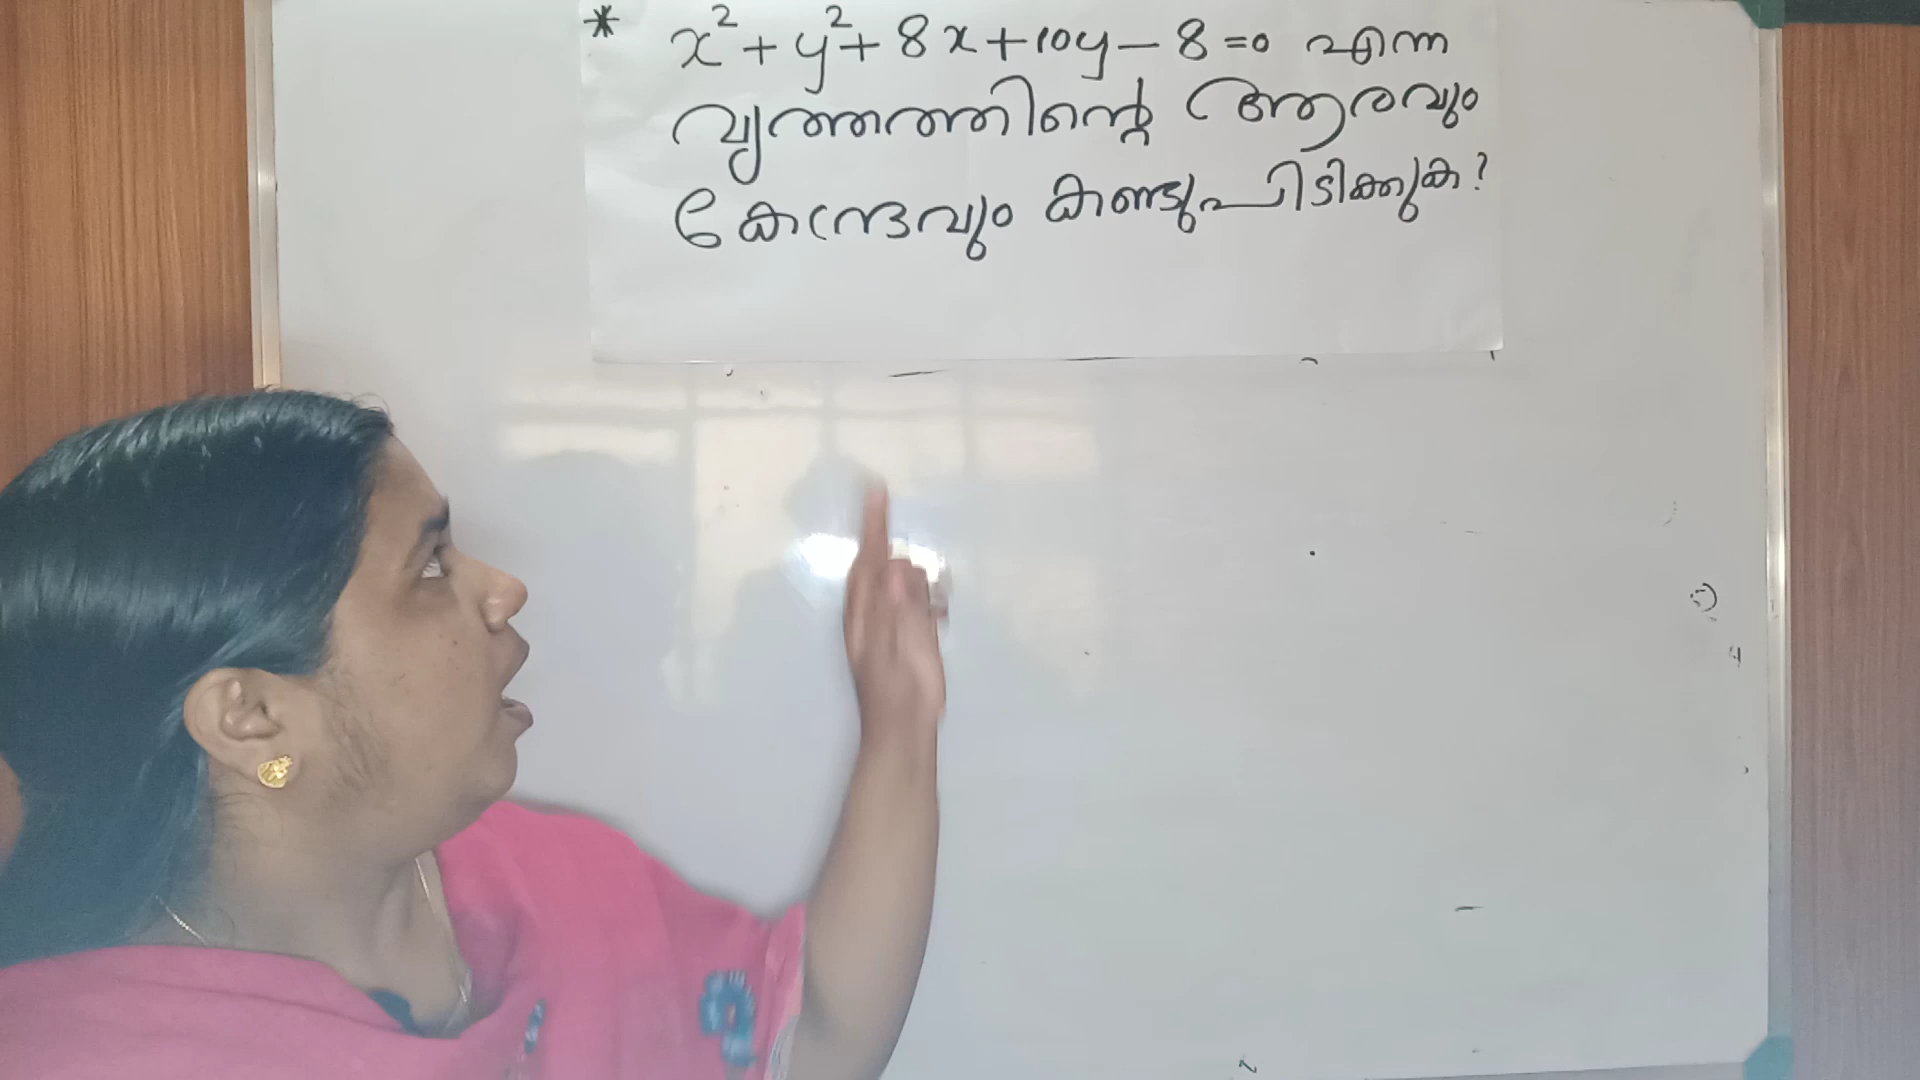 * x² + y² + 8x + 10y - 8 = 0 എന്ന
വൃത്തത്തിന്റെ ആരവും
കേന്ദ്രവും കണ്ടുപിടിക്കുക?